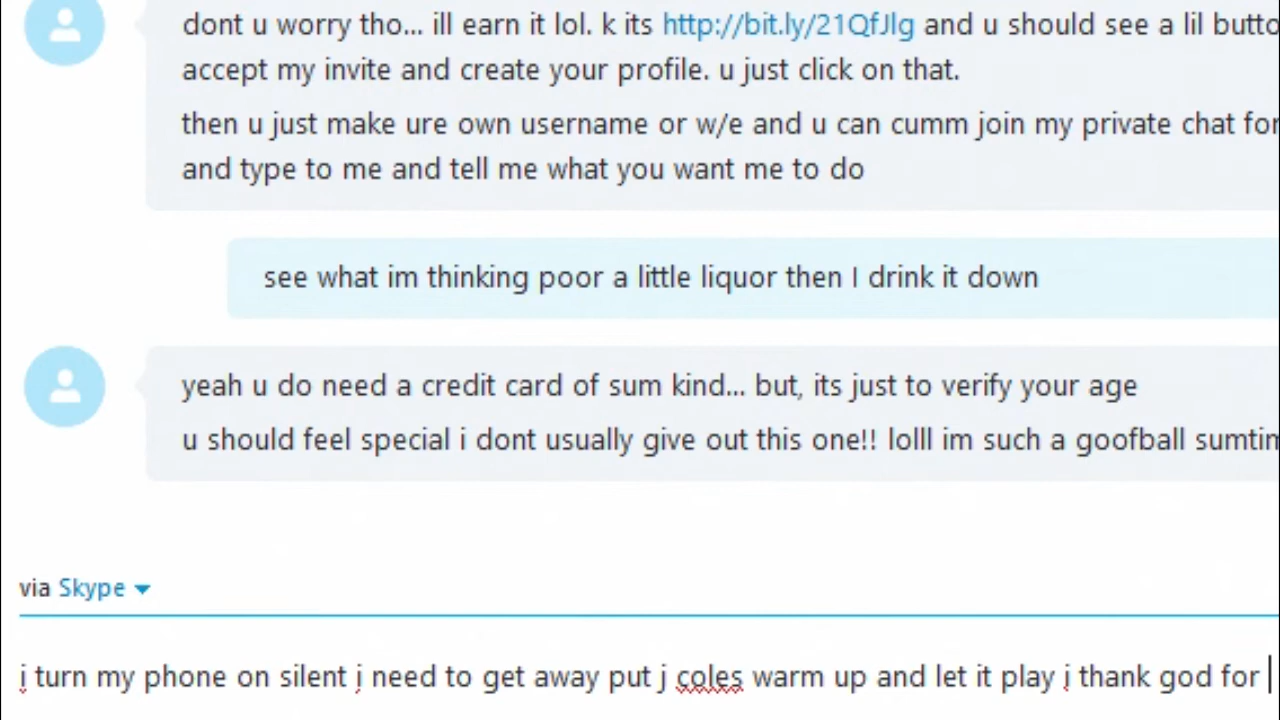 dont u worry tho... ill earn it lol. k its http://bit.ly/21QfJlg and u should see a lil butto
accept my invite and create your profile. u just click on that.
then u just make ure own username or w/e and u can cumm join my private chat for
and type to me and tell me what you want me to do
see what im thinking poor a little liquor then I drink it down
yeah u do need a credit card of sum kind... but, its just to verify your age
u should feel special i dont usually give out this one!! lolll im such a goofball sumtin
via Skype
i turn my phone on silent i need to get away put j coles warm up and let it play i thank god for